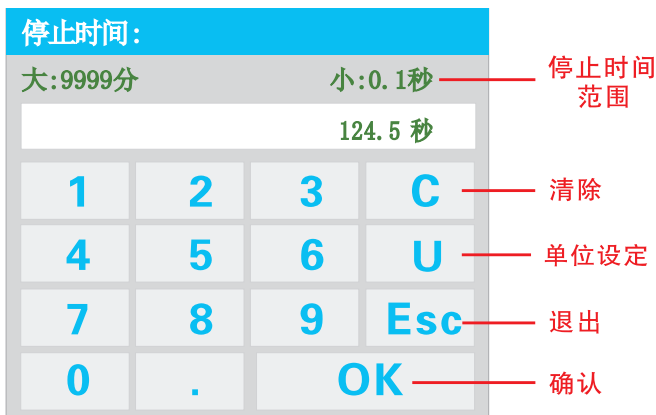 停止时间:
大:9999分 小:0.1秒 停止时间
范围
124.5 秒
1 2 3 C 清除
4 5 6 U 单位设定
7 8 9 Esc 退出
0 . OK 确认